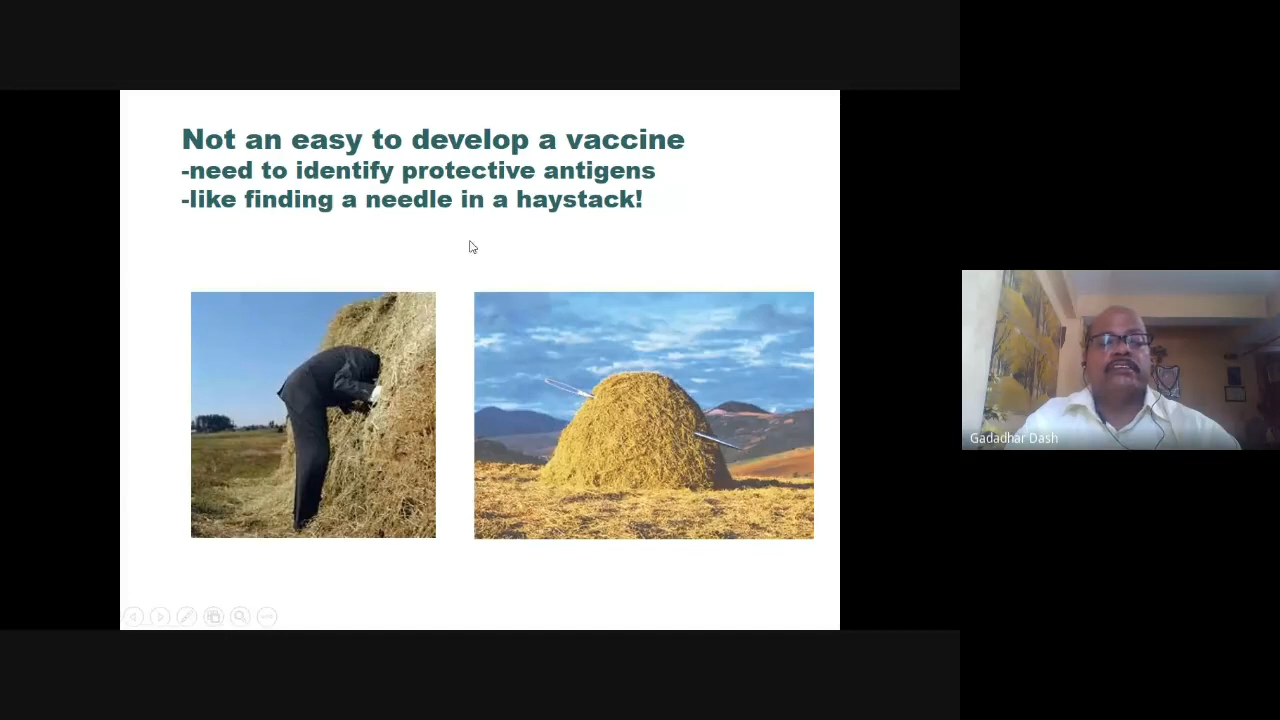 Not an easy to develop a vaccine
-need to identify protective antigens
-like finding a needle in a haystack!
Gadadhar Dash